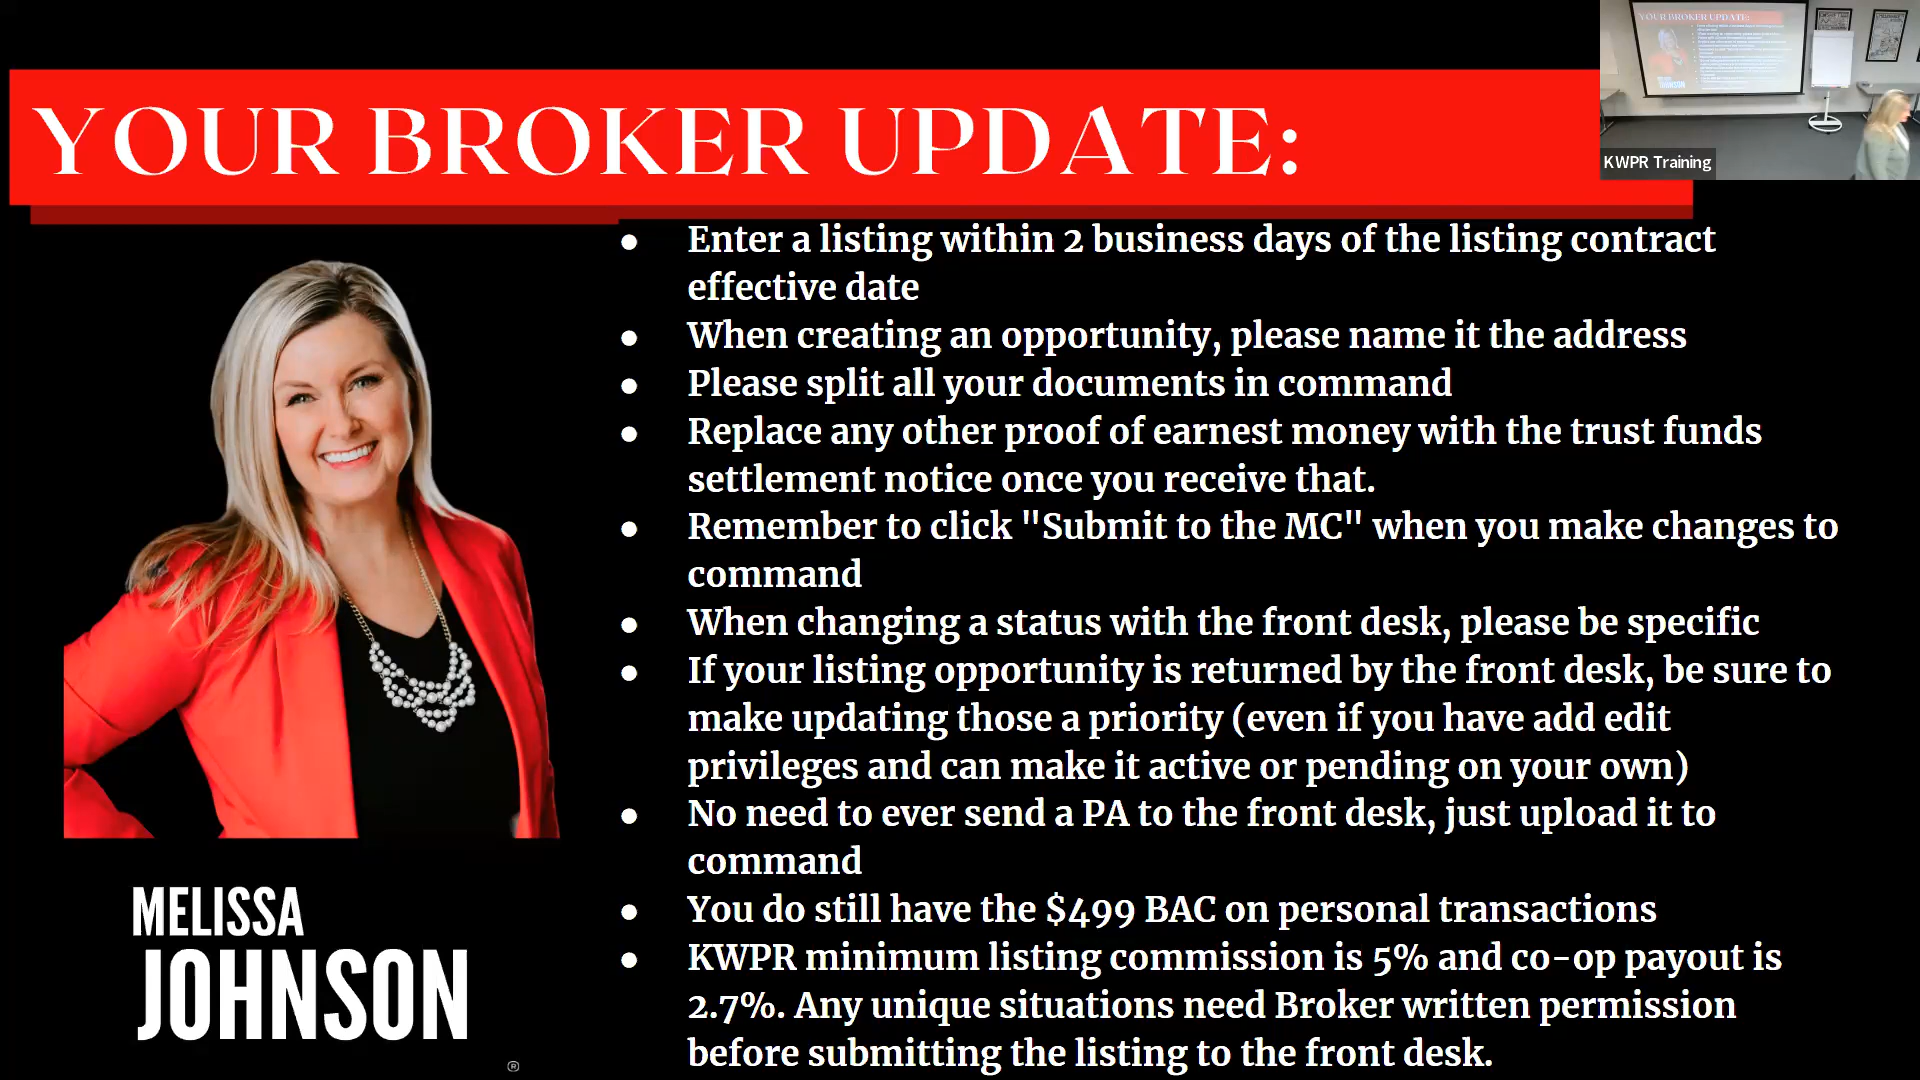 YOUR BROKER UPDATE:
KWPR Training
● Enter a listing within 2 business days of the listing contract
effective date
● When creating an opportunity, please name it the address
● Please split all your documents in command
● Replace any other proof of earnest money with the trust funds
settlement notice once you receive that.
● Remember to click "Submit to the MC" when you make changes to
command
● When changing a status with the front desk, please be specific
● If your listing opportunity is returned by the front desk, be sure to
make updating those a priority (even if you have add edit
privileges and can make it active or pending on your own)
● No need to ever send a PA to the front desk, just upload it to
command
● You do still have the $499 BAC on personal transactions
● KWPR minimum listing commission is 5% and co-op payout is
2.7%. Any unique situations need Broker written permission
before submitting the listing to the front desk.
MELISSA
JOHNSON
®
YOUR BROKER UPDATE:
JOHNSON